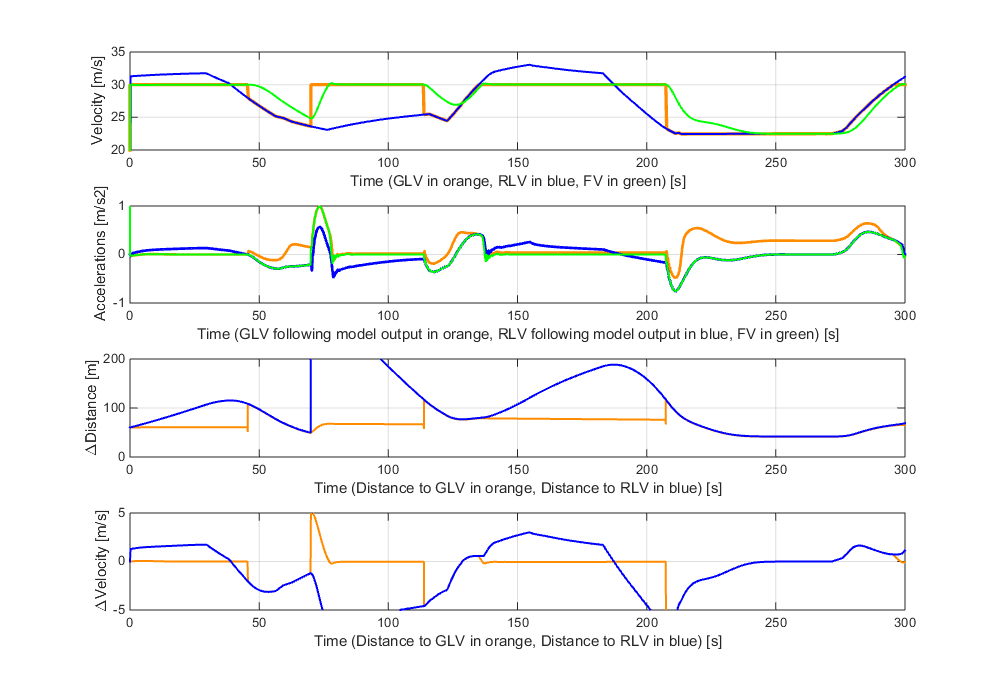 Velocity [m/s]
35
30
25
20
0 50 100 150 200 250 300
Time (GLV in orange, RLV in blue, FV in green) [s]
Accelerations [m/s2]
1
0
-1
0 50 100 150 200 250 300
Time (GLV following model output in orange, RLV following model output in blue, FV in green) [s]
ΔDistance [m]
200
100
0
0 50 100 150 200 250 300
Time (Distance to GLV in orange, Distance to RLV in blue) [s]
ΔVelocity [m/s]
5
0
-5
0 50 100 150 200 250 300
Time (Distance to GLV in orange, Distance to RLV in blue) [s]